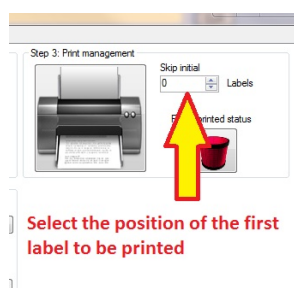 Step 3: Print management
Skip initial
0
Labels
printed status
Select the position of the first
label to be printed